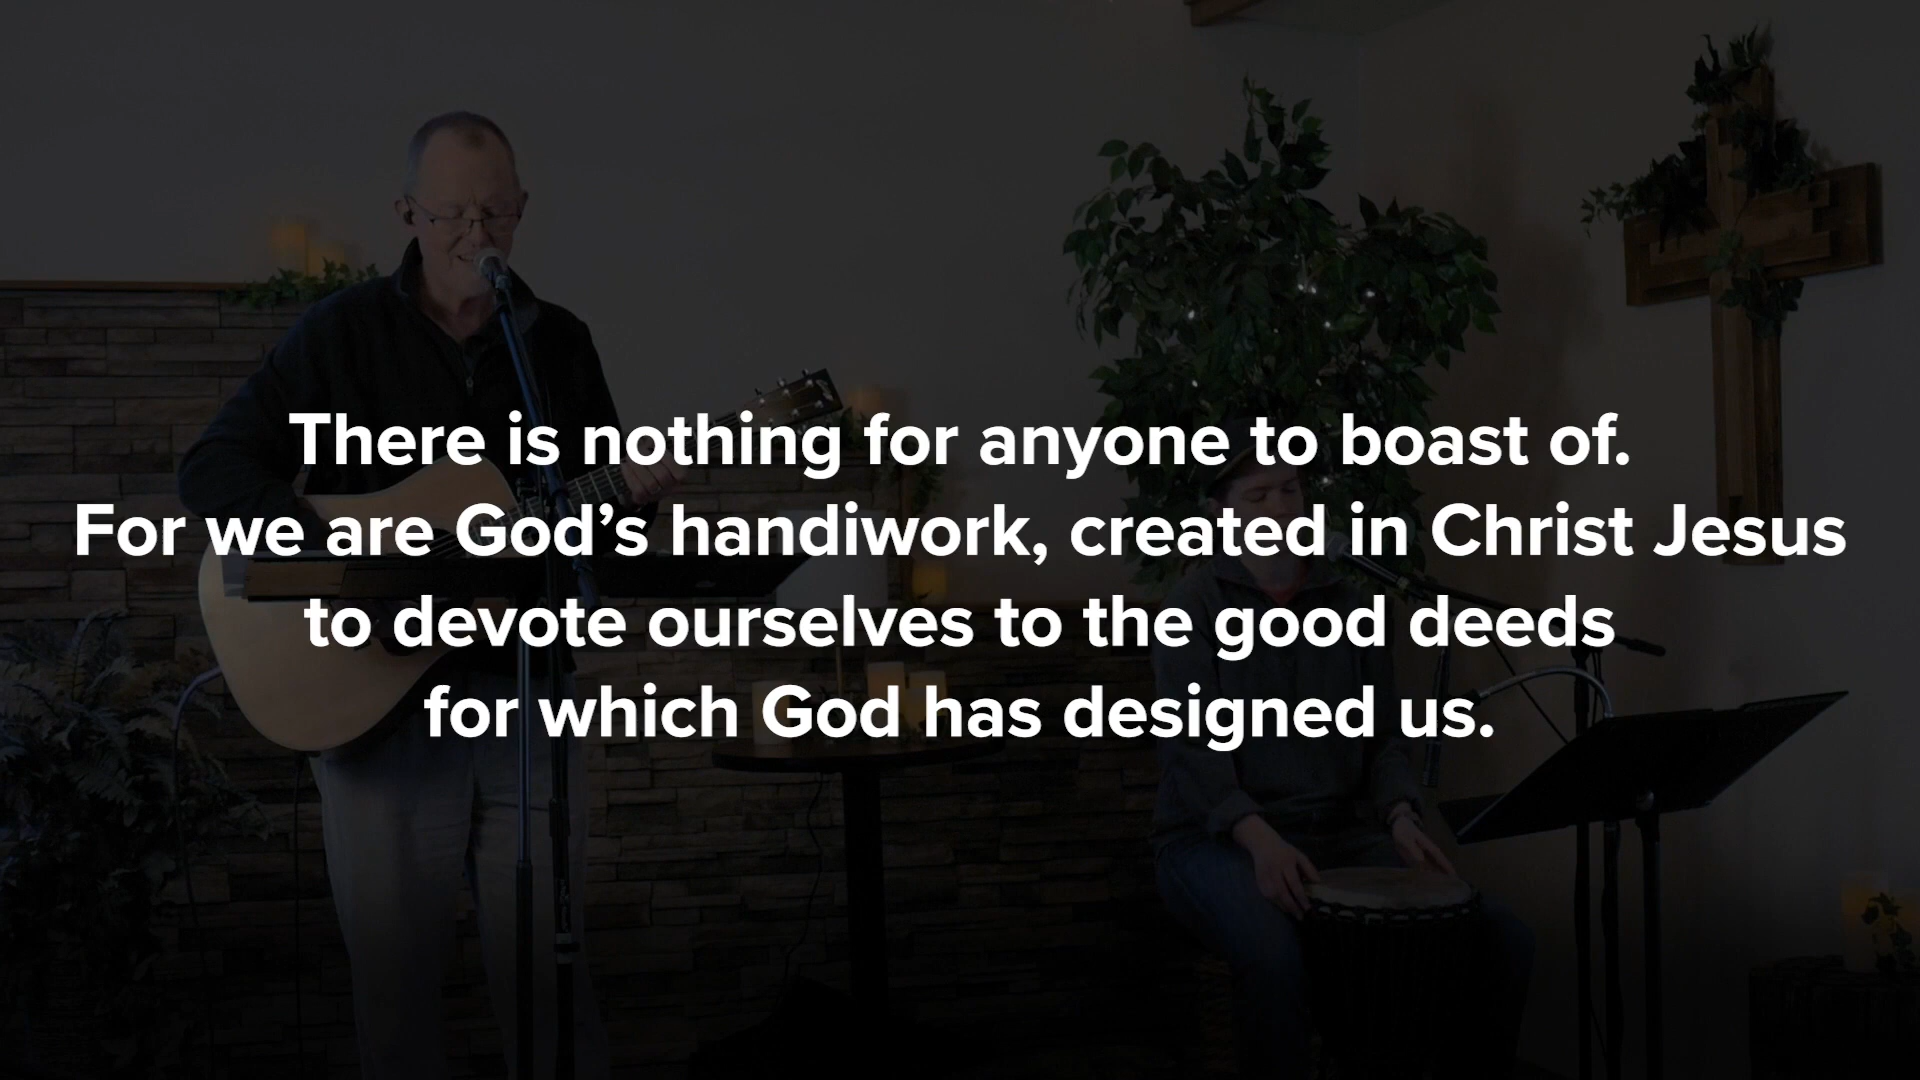 There is nothing for anyone to boast of.
For we are God’s handiwork, created in Christ Jesus
to devote ourselves to the good deeds
for which God has designed us.